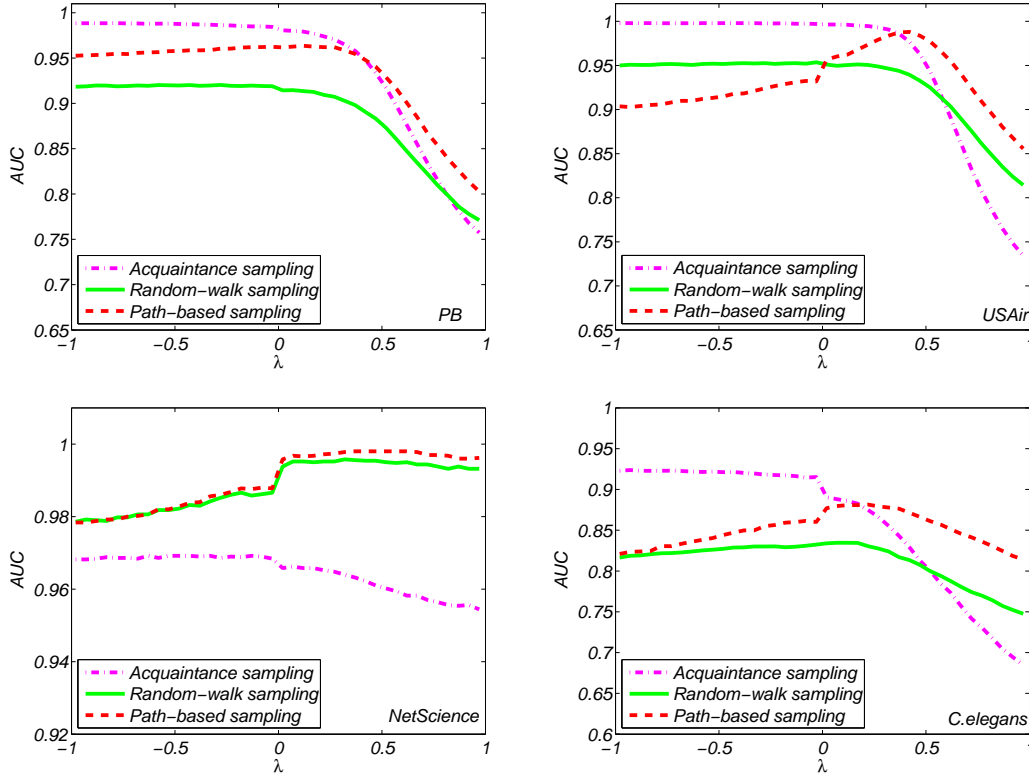 1
0.95
0.9
0.85
0.8
0.75
0.7
0.65
AUC
Acquaintance sampling
Random−walk sampling
Path−based sampling
PB
−1 −0.5 0 0.5 1
λ
1
0.95
0.9
0.85
0.8
0.75
0.7
0.65
AUC
Acquaintance sampling
Random−walk sampling
Path−based sampling
USAir
−1 −0.5 0 0.5 1
λ
1
0.98
0.96
0.94
0.92
AUC
Acquaintance sampling
Random−walk sampling
Path−based sampling
NetScience
−1 −0.5 0 0.5 1
λ
1
0.95
0.9
0.85
0.8
0.75
0.7
0.65
0.6
AUC
Acquaintance sampling
Random−walk sampling
Path−based sampling
C.elegans
−1 −0.5 0 0.5 1
λ